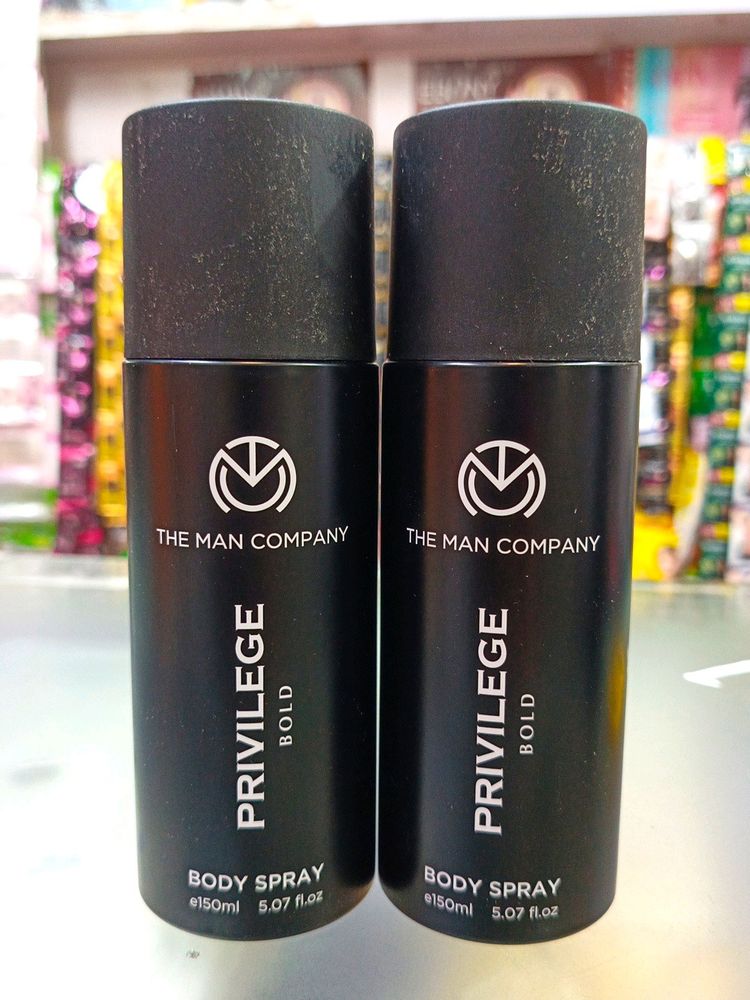 THE MAN COMPANY
PRIVILEGE
BOLD
BODY SPRAY
e150ml 5.07 fl.oz
THE MAN COMPANY
PRIVILEGE
BOLD
BODY SPRAY
e150ml 5.07 fl.oz